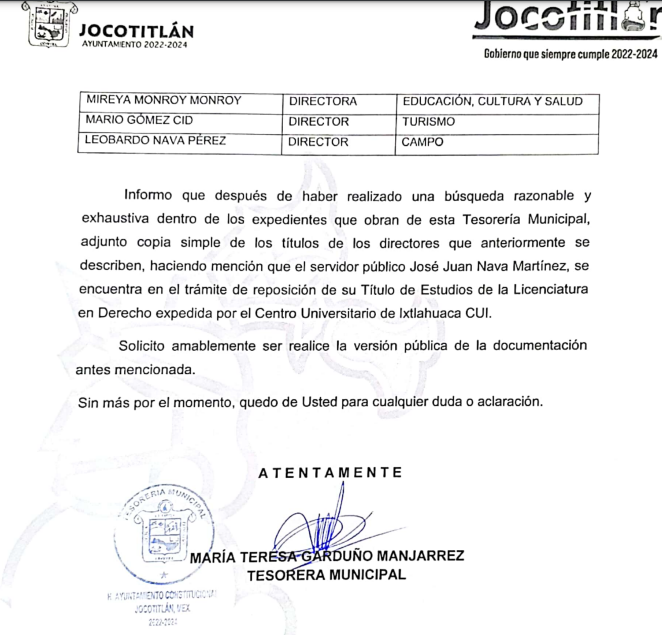 JOCOTITLÁN
AYUNTAMIENTO 2022-2024
Jocotitlán
Gobierno que siempre cumple 2022-2024
MIREYA MONROY MONROY DIRECTORA EDUCACIÓN, CULTURA Y SALUD
MARIO GÓMEZ CID DIRECTOR TURISMO
LEOBARDO NAVA PÉREZ DIRECTOR CAMPO
Informo que después de haber realizado una búsqueda razonable y
exhaustiva dentro de los expedientes que obran de esta Tesorería Municipal,
adjunto copia simple de los títulos de los directores que anteriormente se
describen, haciendo mención que el servidor público José Juan Nava Martínez, se
encuentra en el trámite de reposición de su Título de Estudios de la Licenciatura
en Derecho expedida por el Centro Universitario de Ixtlahuaca CUI.
Solicito amablemente ser realice la versión pública de la documentación
antes mencionada.
Sin más por el momento, quedo de Usted para cualquier duda o aclaración.
ATENTAMENTE
TESORERIA MUNICIPAL
MARÍA TERESA GARDUÑO MANJARREZ
TESORERA MUNICIPAL
H. AYUNTAMIENTO CONSTITUCIONAL
JOCOTITLÁN, MEX
2022-2024